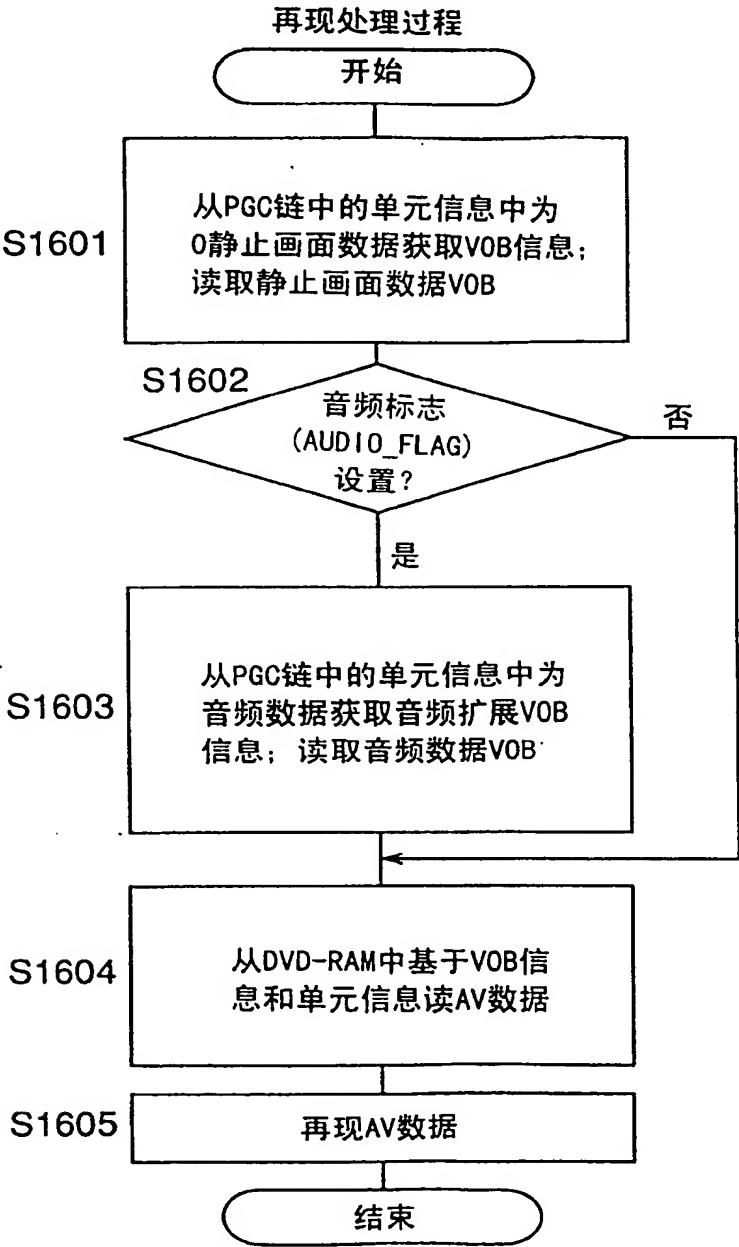 再现处理过程
开始
S1601
从PGC链中的单元信息中为
0静止画面数据获取VOB信息；
读取静止画面数据VOB
S1602
音频标志
(AUDIO_FLAG)
设置？
否
是
S1603
从PGC链中的单元信息中为
音频数据获取音频扩展VOB
信息；读取音频数据VOB
S1604
从DVD-RAM中基于VOB信
息和单元信息读AV数据
S1605
再现AV数据
结束